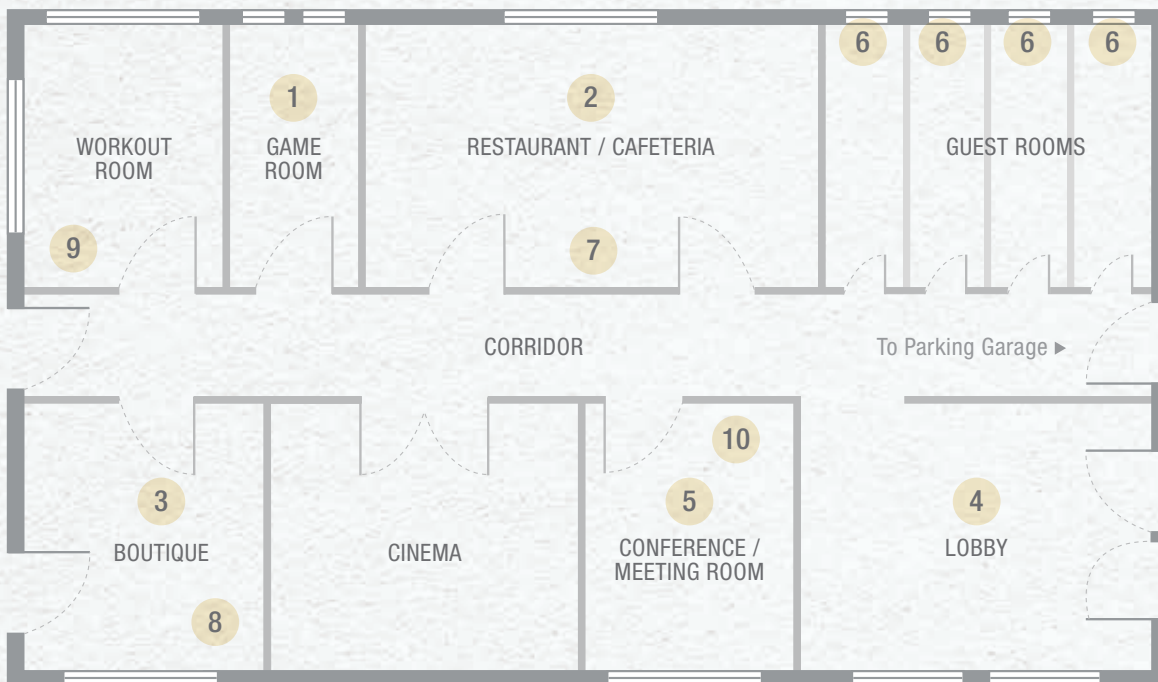 6 6 6 6
1 2
WORKOUT
ROOM
GAME
ROOM
RESTAURANT / CAFETERIA
GUEST ROOMS
9
7
CORRIDOR
To Parking Garage ▸
10
3
5
4
BOUTIQUE
CINEMA
CONFERENCE /
MEETING ROOM
LOBBY
8